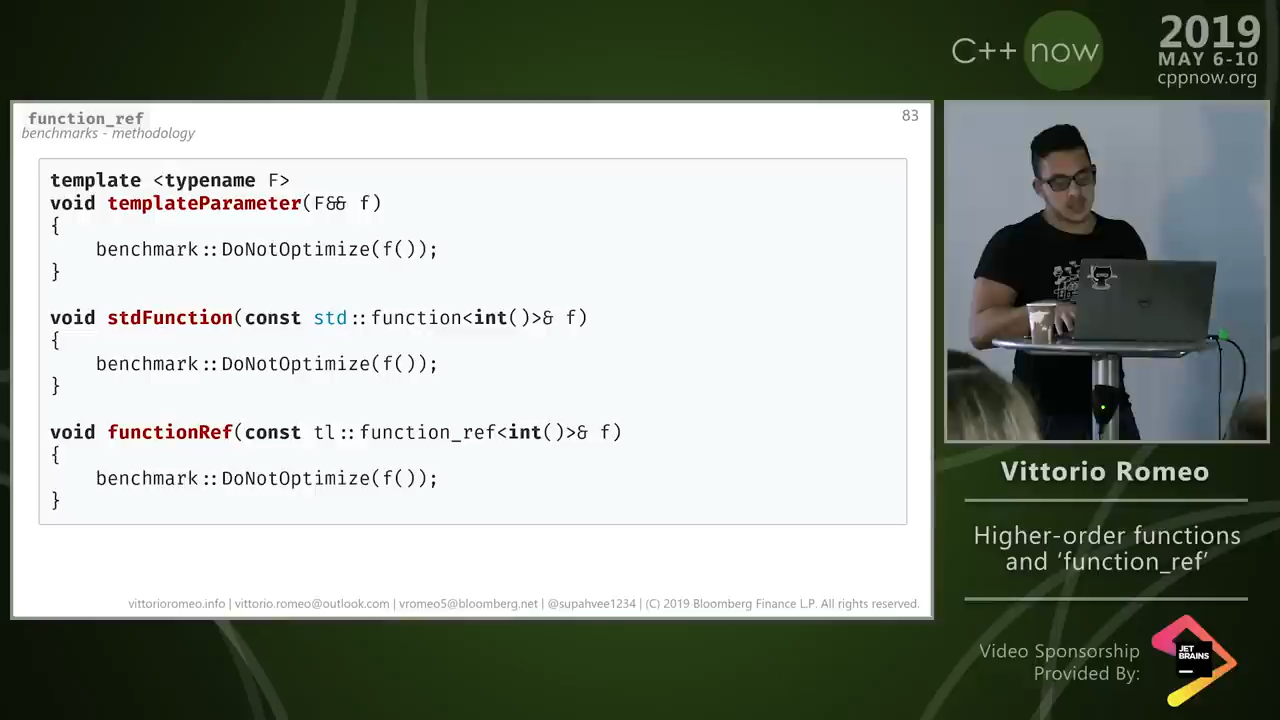 C++ now
2019
MAY 6-10
cppnow.org
function_ref
benchmarks - methodology
83
template <typename F>
void templateParameter(F&& f)
{
    benchmark::DoNotOptimize(f());
}
void stdFunction(const std::function<int()>& f)
{
    benchmark::DoNotOptimize(f());
}
void functionRef(const tl::function_ref<int()>& f)
{
    benchmark::DoNotOptimize(f());
}
vittorioromeo.info | vittorio.romeo@outlook.com | vromeo5@bloomberg.net | @supahvee1234 | (C) 2019 Bloomberg Finance L.P. All rights reserved.
Vittorio Romeo
Higher-order functions
and ‘function_ref’
Video Sponsorship
Provided By:
JET
BRAINS